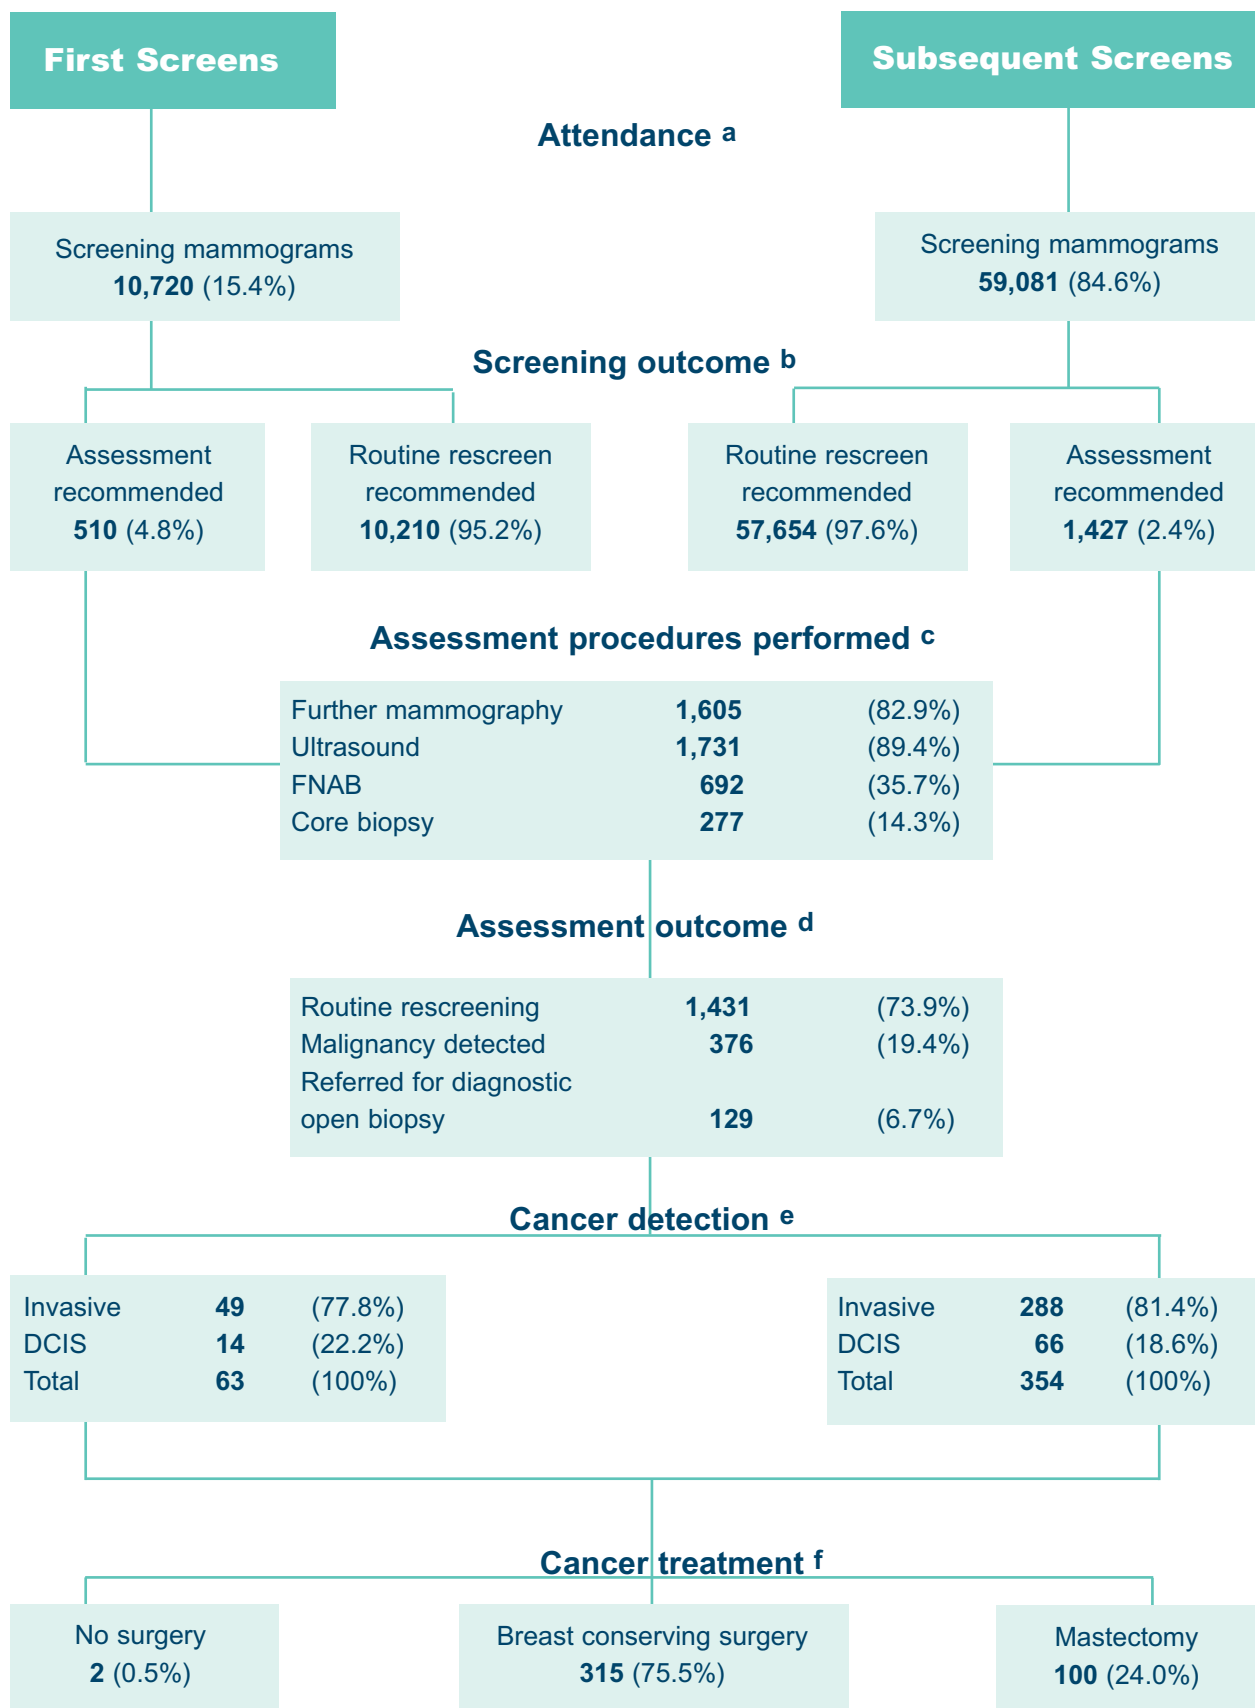 First Screens
Subsequent Screens
Attendance a
Screening mammograms
10,720 (15.4%)
Screening mammograms
59,081 (84.6%)
Screening outcome b
Assessment
recommended
510 (4.8%)
Routine rescreen
recommended
10,210 (95.2%)
Routine rescreen
recommended
57,654 (97.6%)
Assessment
recommended
1,427 (2.4%)
Assessment procedures performed c
Further mammography 1,605 (82.9%)
Ultrasound 1,731 (89.4%)
FNAB 692 (35.7%)
Core biopsy 277 (14.3%)
Assessment outcome d
Routine rescreening 1,431 (73.9%)
Malignancy detected 376 (19.4%)
Referred for diagnostic
open biopsy 129 (6.7%)
Cancer detection e
Invasive 49 (77.8%)
DCIS 14 (22.2%)
Total 63 (100%)
Invasive 288 (81.4%)
DCIS 66 (18.6%)
Total 354 (100%)
Cancer treatment f
No surgery
2 (0.5%)
Breast conserving surgery
315 (75.5%)
Mastectomy
100 (24.0%)